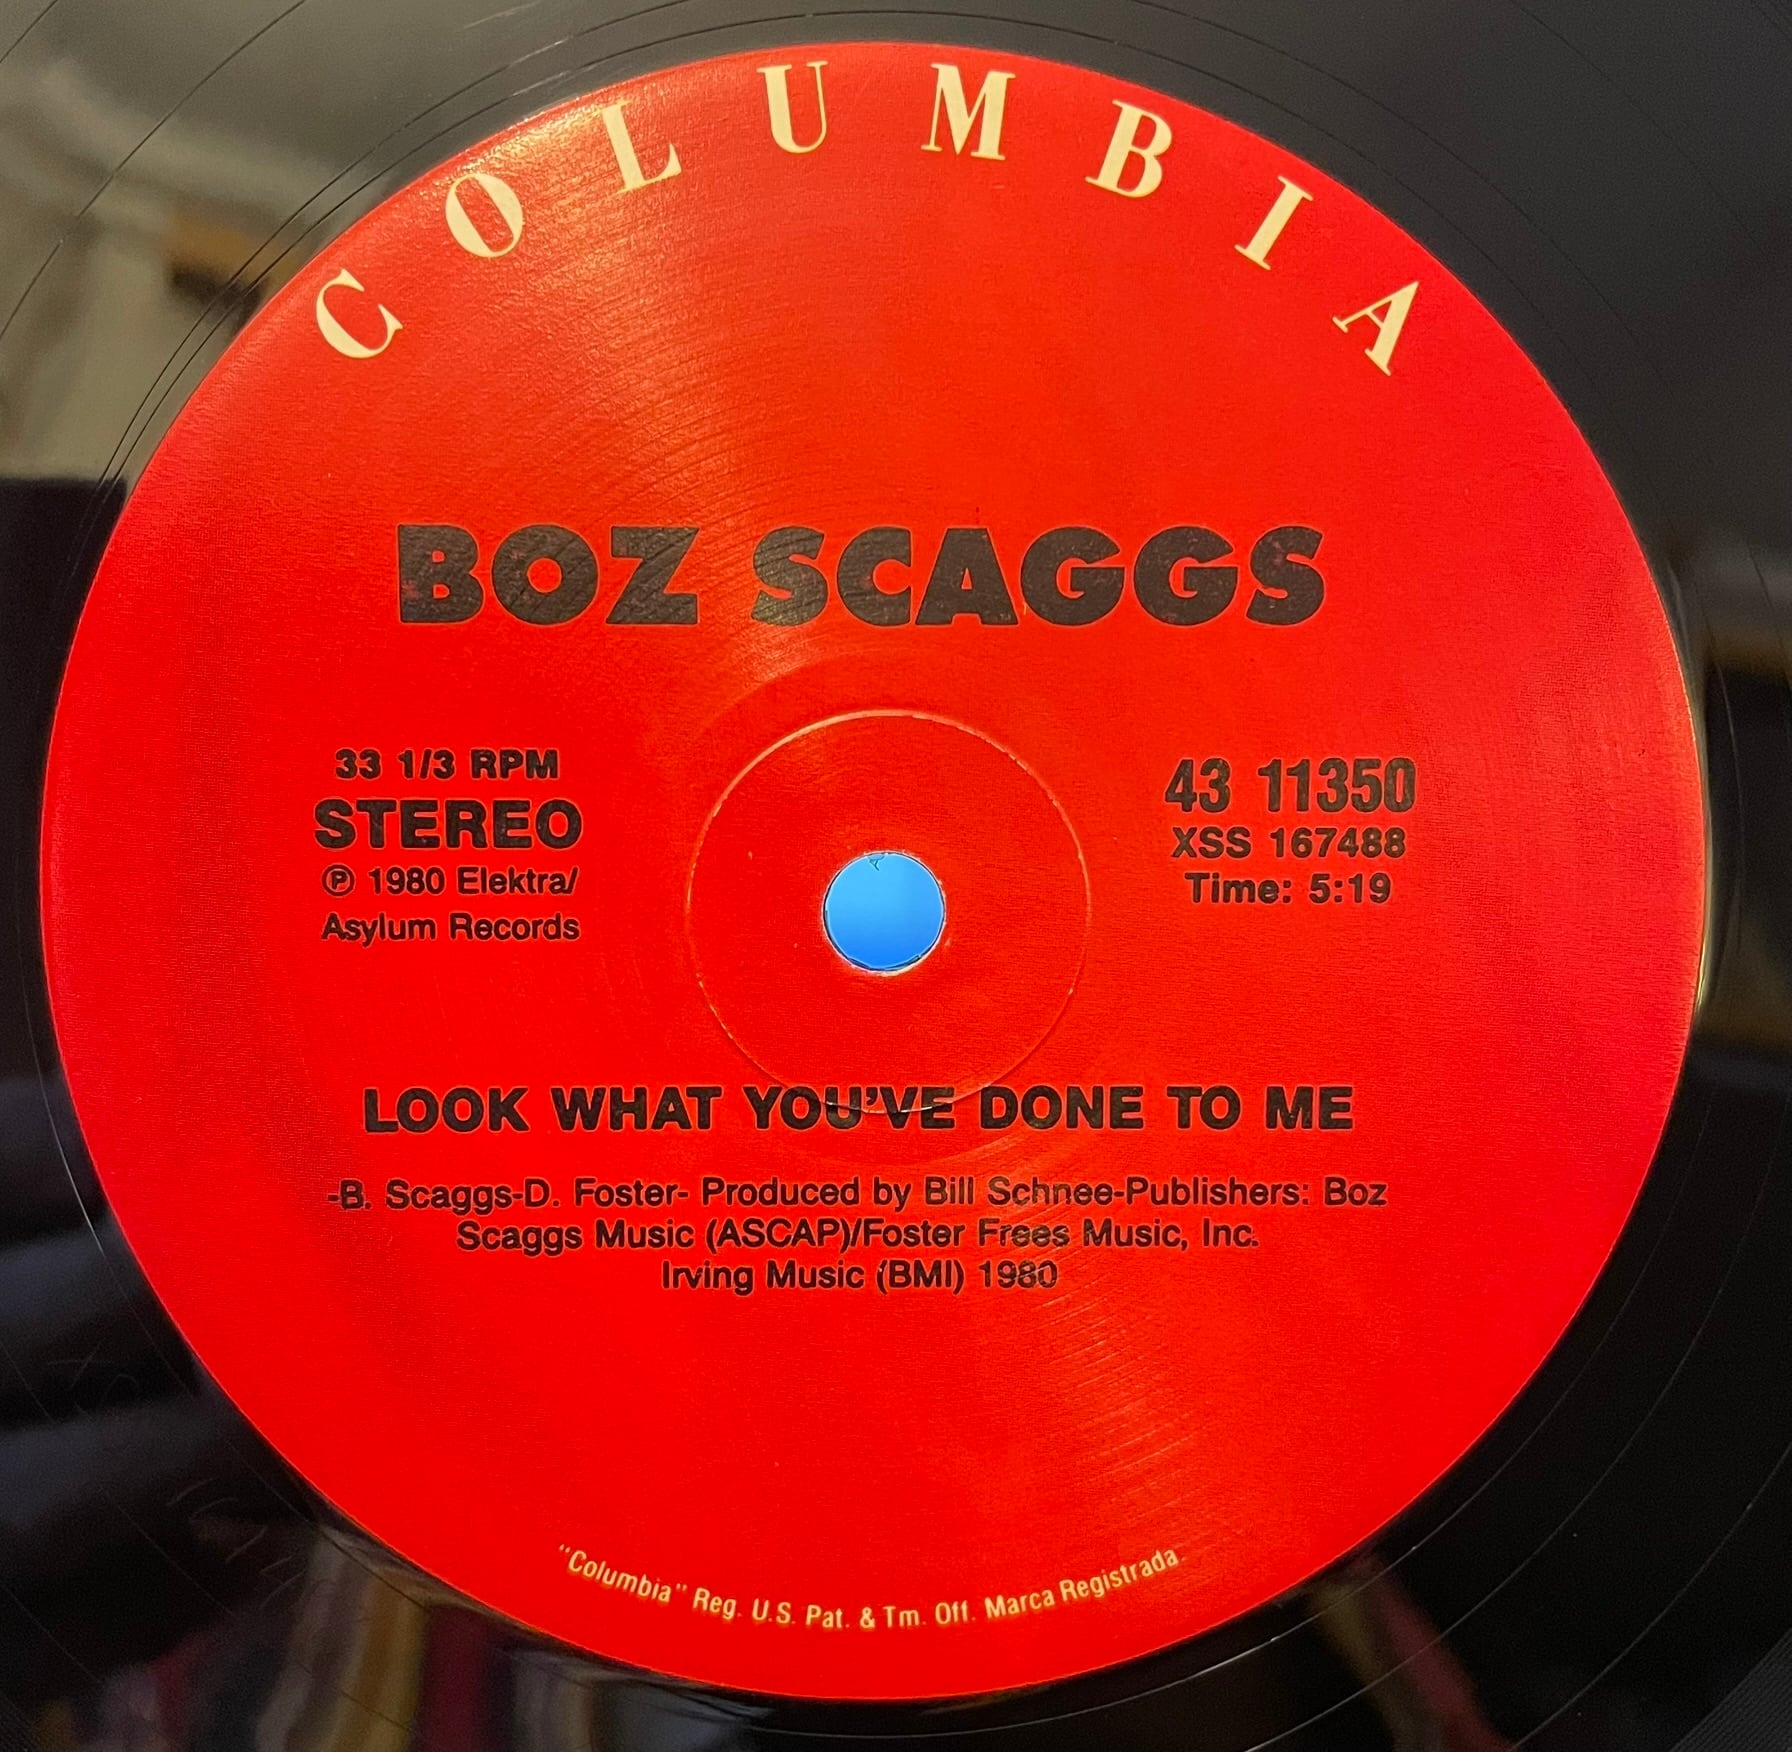 COLUMBIA
BOZ SCAGGS
33 1/3 RPM
STEREO
℗ 1980 Elektra/
Asylum Records
43 11350
XSS 167488
Time: 5:19
LOOK WHAT YOU'VE DONE TO ME
-B. Scaggs-D. Foster- Produced by Bill Schnee-Publishers: Boz
Scaggs Music (ASCAP)/Foster Frees Music, Inc.
Irving Music (BMI) 1980
"Columbia" Reg. U.S. Pat. & Tm. Off. Marca Registrada.